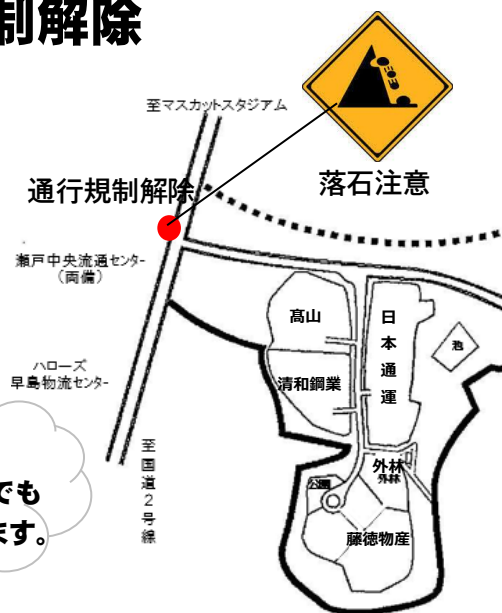 制解除
至マスカットスタジアム
落石注意
通行規制解除
瀬戸中央流通センター
(両備)
髙山
日本通運
池
ハローズ
早島物流センター
清和鋼業
至国道2号線
外林
外林
公園
藤徳物産
でも
ます。